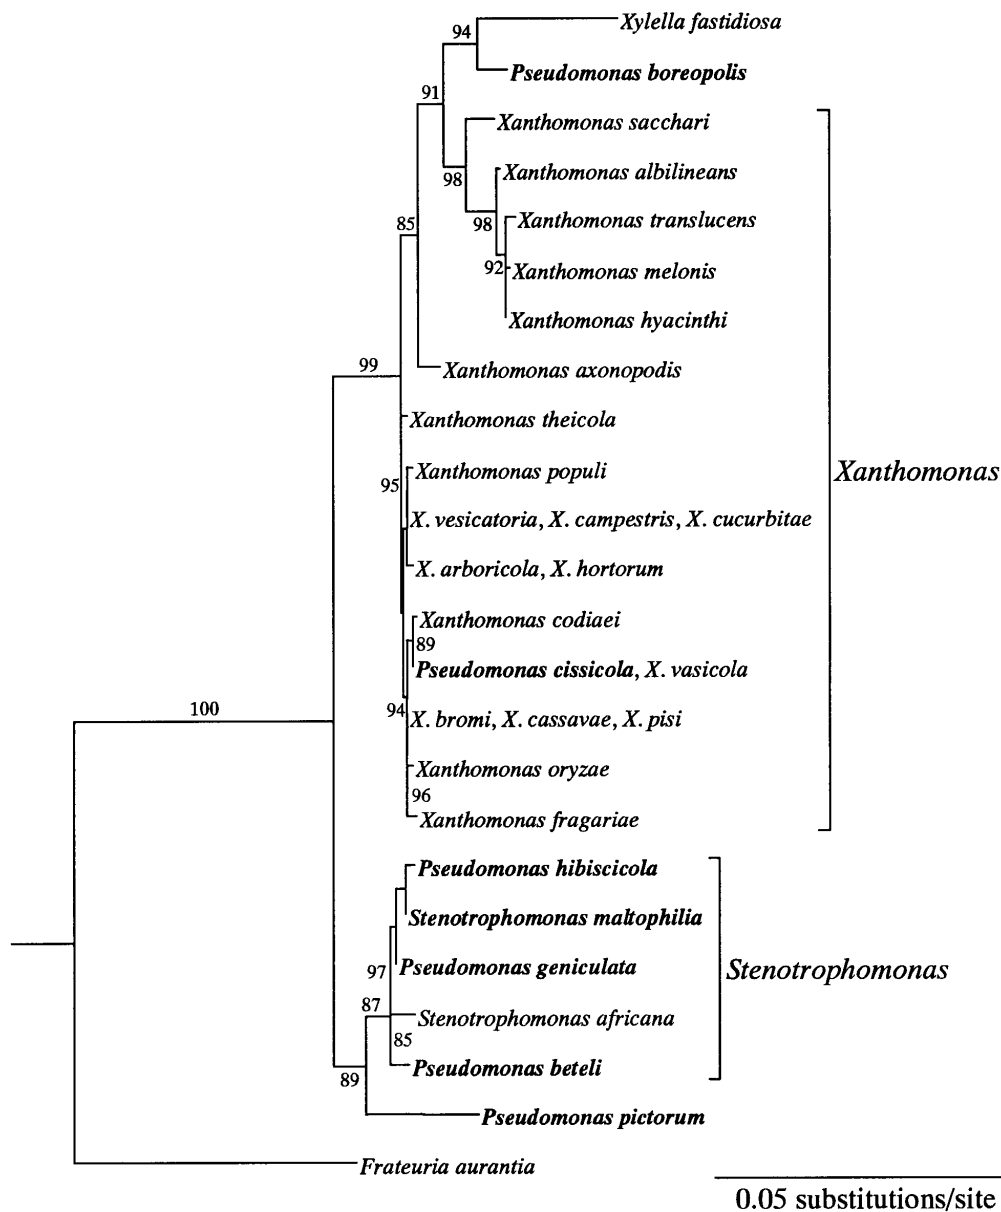 Xylella fastidiosa
94
Pseudomonas boreopolis
91
Xanthomonas sacchari
98
Xanthomonas albilineans
98
Xanthomonas translucens
85
92
Xanthomonas melonis
Xanthomonas hyacinthi
99
Xanthomonas axonopodis
Xanthomonas theicola
Xanthomonas populi
95
Xanthomonas
X. vesicatoria, X. campestris, X. cucurbitae
X. arboricola, X. hortorum
Xanthomonas codiaei
89
Pseudomonas cissicola, X. vasicola
100
94
X. bromi, X. cassavae, X. pisi
Xanthomonas oryzae
96
Xanthomonas fragariae
Pseudomonas hibiscicola
Stenotrophomonas maltophilia
97
Pseudomonas geniculata
Stenotrophomonas
87
Stenotrophomonas africana
85
Pseudomonas beteli
89
Pseudomonas pictorum
Frateuria aurantia
0.05 substitutions/site